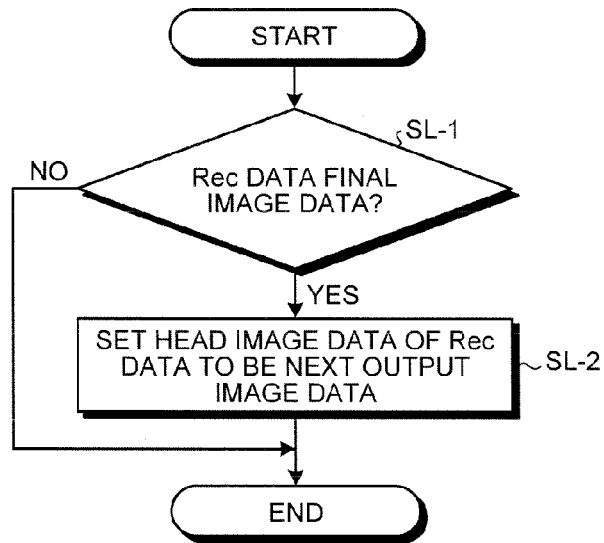 START
SL-1
NO
Rec DATA FINAL
IMAGE DATA?
YES
SET HEAD IMAGE DATA OF Rec
DATA TO BE NEXT OUTPUT
IMAGE DATA
SL-2
END